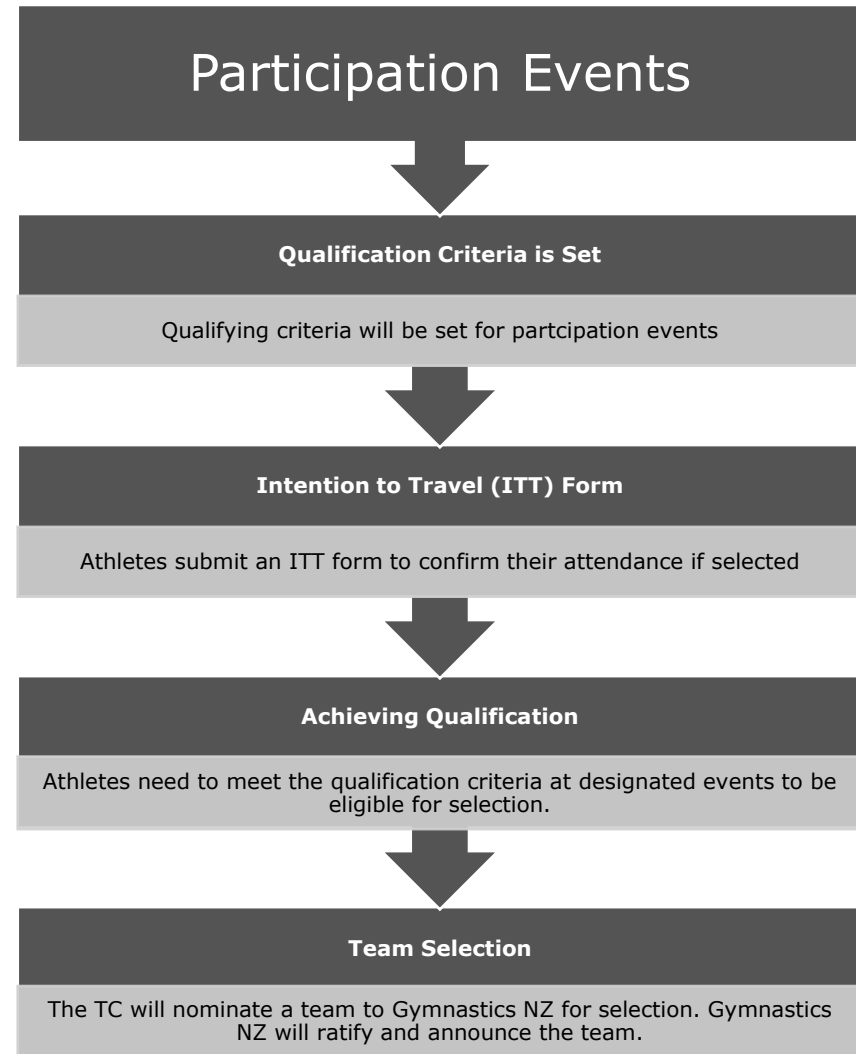 Participation Events
Qualification Criteria is Set
Qualifying criteria will be set for partcipation events
Intention to Travel (ITT) Form
Athletes submit an ITT form to confirm their attendance if selected
Achieving Qualification
Athletes need to meet the qualification criteria at designated events to be
eligible for selection.
Team Selection
The TC will nominate a team to Gymnastics NZ for selection. Gymnastics
NZ will ratify and announce the team.